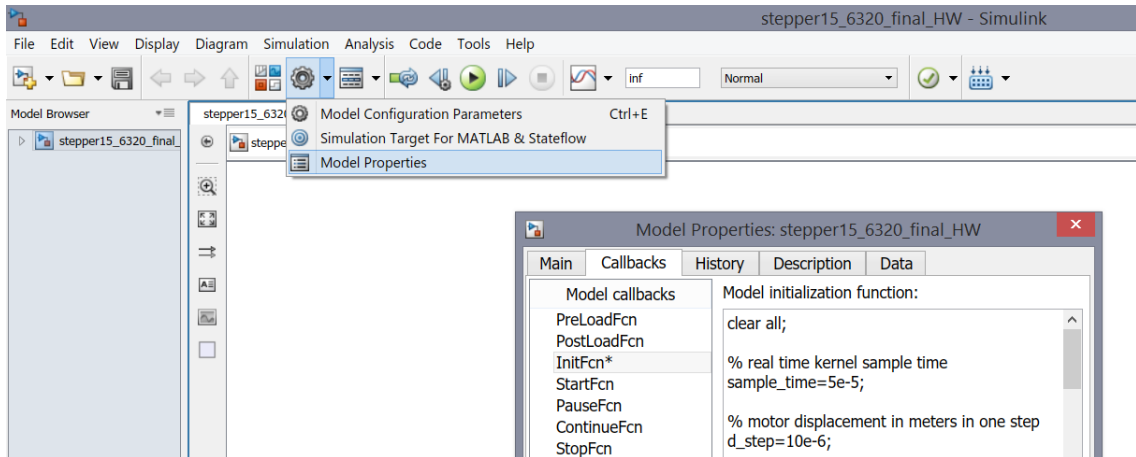 stepper15_6320_final_HW - Simulink
File Edit View Display Diagram Simulation Analysis Code Tools Help
inf Normal
Model Browser
stepper15_632
Model Configuration Parameters Ctrl+E
stepper15_6320_final_
steppe
Simulation Target For MATLAB & Stateflow
Model Properties
Model Properties: stepper15_6320_final_HW
Main Callbacks History Description Data
Model callbacks
PreLoadFcn
PostLoadFcn
InitFcn*
StartFcn
PauseFcn
ContinueFcn
StopFcn
Model initialization function:
clear all;
% real time kernel sample time
sample_time=5e-5;
% motor displacement in meters in one step
d_step=10e-6;